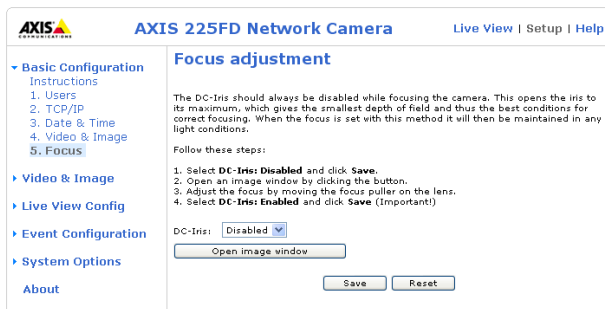 AXIS
COMMUNICATIONS
AXIS 225FD Network Camera
Live View | Setup | Help
Basic Configuration
Instructions
1. Users
2. TCP/IP
3. Date & Time
4. Video & Image
5. Focus
Video & Image
Live View Config
Event Configuration
System Options
About
Focus adjustment
The DC-Iris should always be disabled while focusing the camera. This opens the iris to
its maximum, which gives the smallest depth of field and thus the best conditions for
correct focusing. When the focus is set with this method it will then be maintained in any
light conditions.
Follow these steps:
1. Select DC-Iris: Disabled and click Save.
2. Open an image window by clicking the button.
3. Adjust the focus by moving the focus puller on the lens.
4. Select DC-Iris: Enabled and click Save (Important!)
DC-Iris: Disabled
Open image window
Save Reset